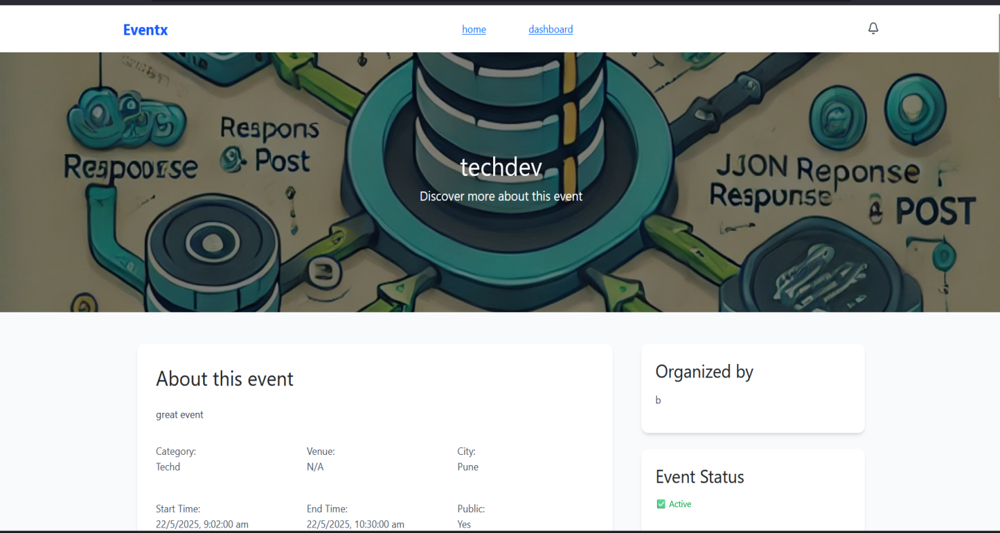 Eventx
home dashboard
Respons
Post
Respoorse
JJON Reponse
Response
POST
techdev
Discover more about this event
About this event
great event
Category: Venue: City:
Techd N/A Pune
Start Time: End Time: Public:
22/5/2025, 9:02:00 am 22/5/2025, 10:30:00 am Yes
Organized by
b
Event Status
Active